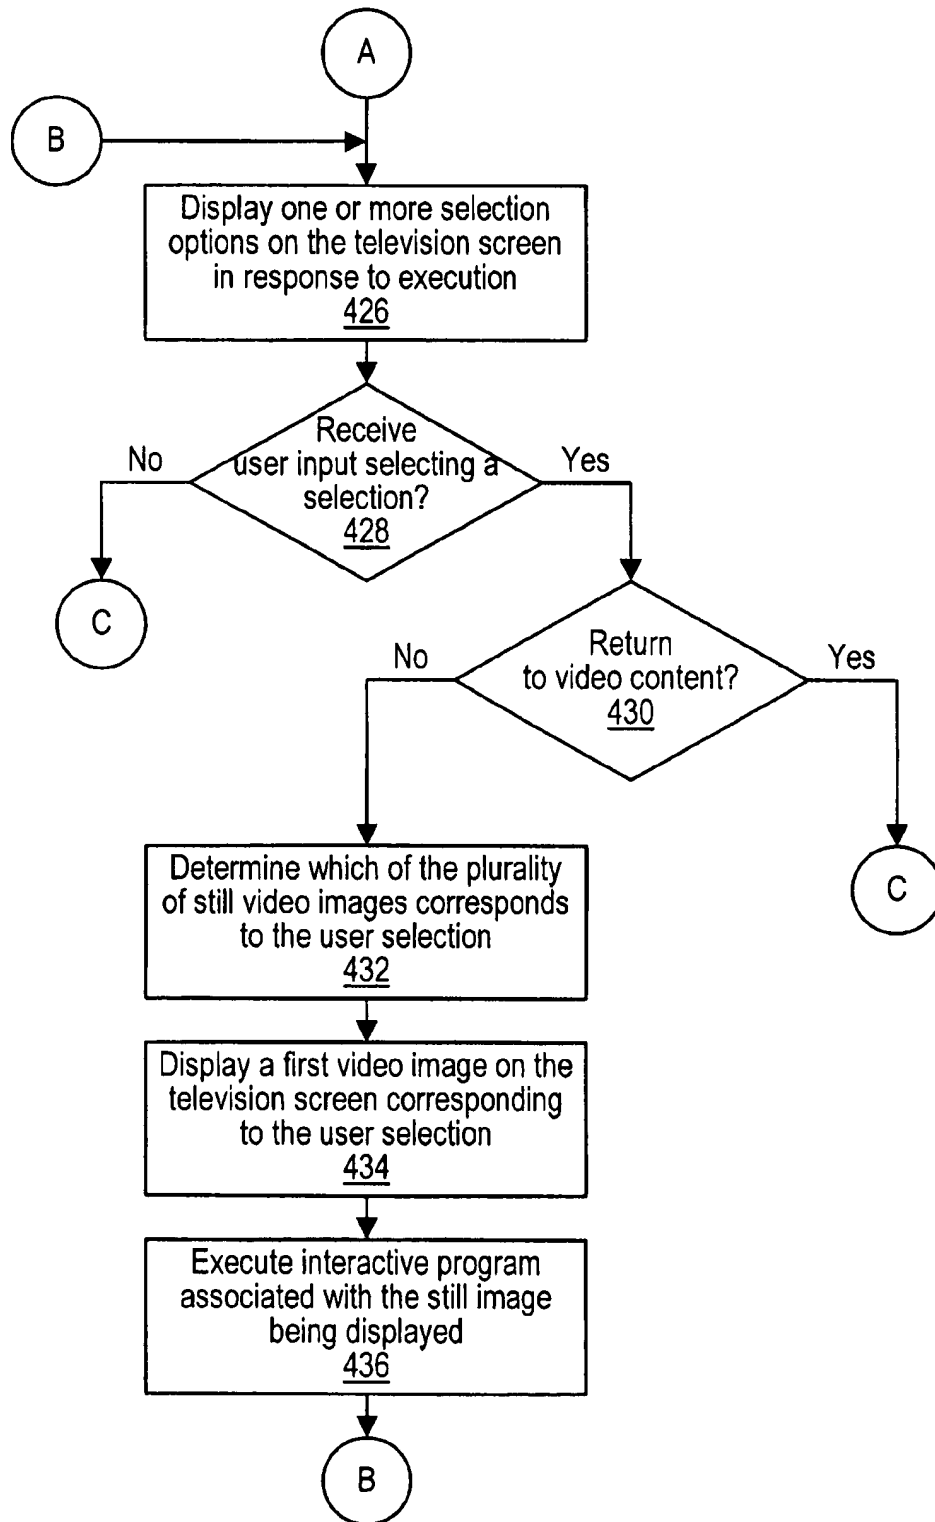 A
B
Display one or more selection
options on the television screen
in response to execution
426
Receive
user input selecting a
selection?
428
No
Yes
C
Return
to video content?
430
No
Yes
C
Determine which of the plurality
of still video images corresponds
to the user selection
432
Display a first video image on the
television screen corresponding
to the user selection
434
Execute interactive program
associated with the still image
being displayed
436
B